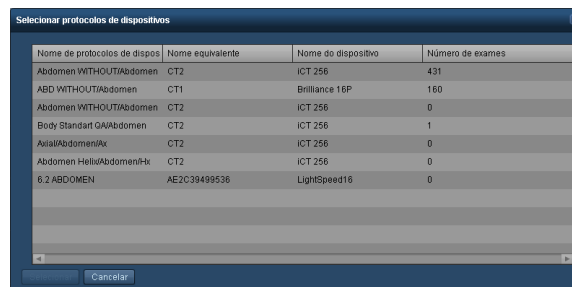 Selecionar protocolos de dispositivos
Nome de protocolos de dispos Nome equivalente Nome do dispositivo Número de exames
Abdomen WITHOUT/Abdomen CT2 iCT 256 431
ABD WITHOUT/Abdomen CT1 Brilliance 16P 160
Abdomen WITHOUT/Abdomen CT2 iCT 256 0
Body Standart QA/Abdomen CT2 iCT 256 1
Axial/Abdomen/Ax CT2 iCT 256 0
Abdomen Helix/Abdomen/Hx CT2 iCT 256 0
6.2 ABDOMEN AE2C39499536 LightSpeed16 0
Cancelar